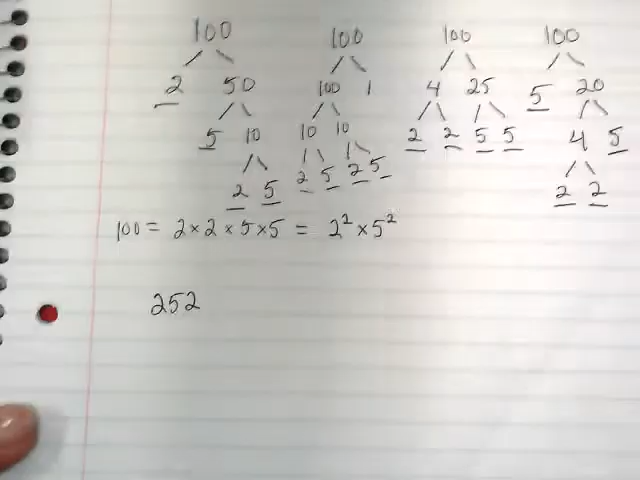 100 100 100 100
2 50 100 1 4 25 5 20
5 10 10 10 2 2 5 5 4 5
2 5 2 5 2 5 2 2
100 = 2 × 2 × 5 × 5 = 2² × 5²
252